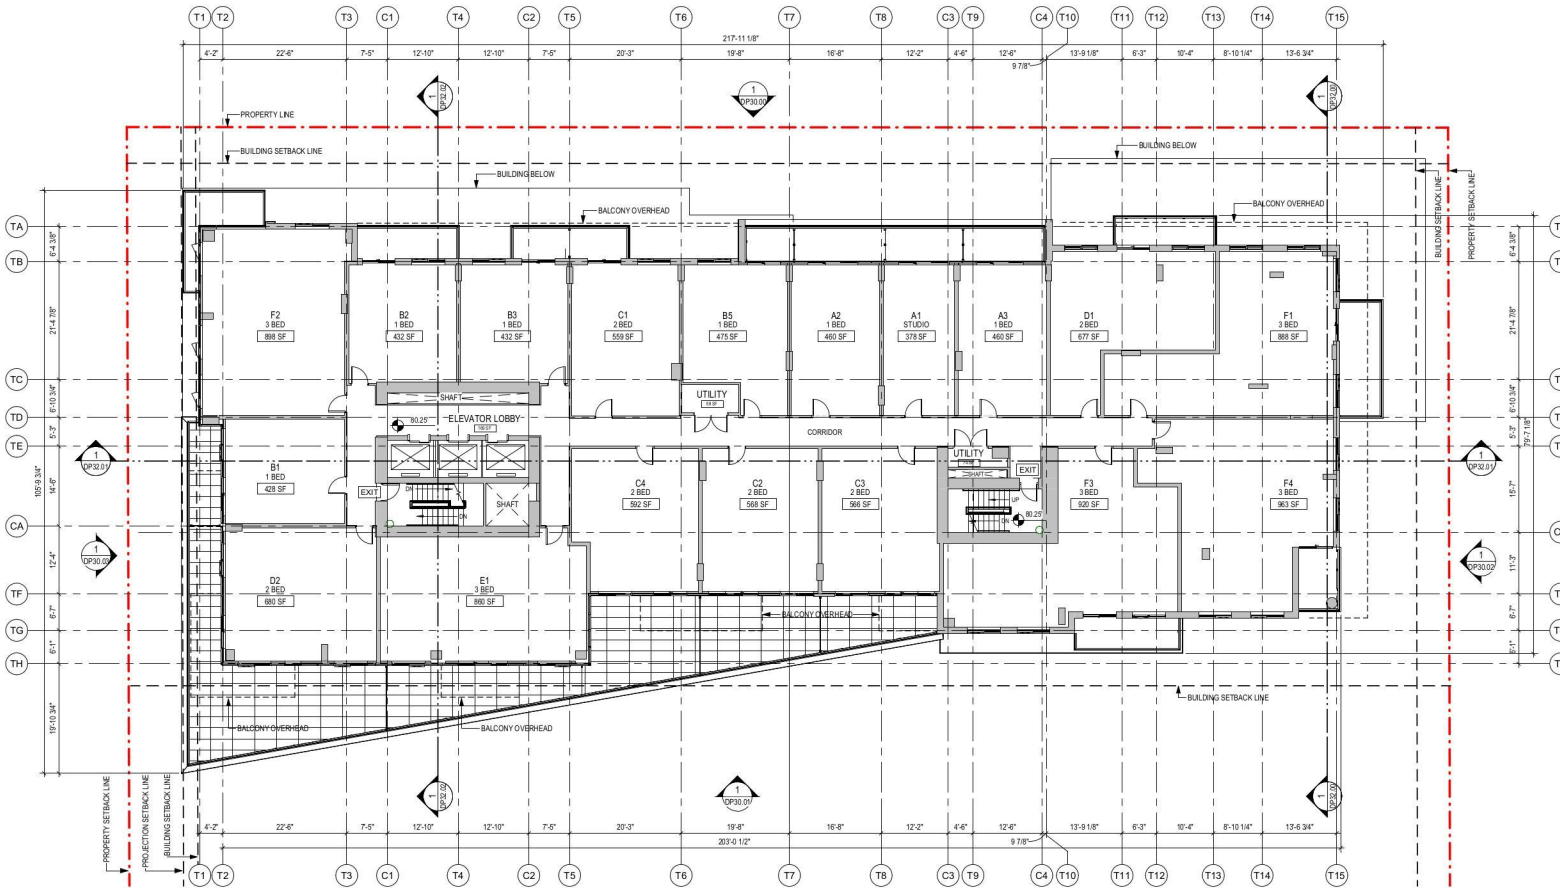 T1 T2 T3 C1 T4 C2 T5 T6 T7 T8 C3 T9 C4 T10 T11 T12 T13 T14 T15
217'-11 1/8"
4'-2" 22'-6" 7'-5" 12'-10" 12'-10" 7'-5" 20'-3" 19'-8" 16'-8" 12'-2" 4'-6" 12'-6" 13'-9 1/8" 6'-3" 10'-4" 8'-10 1/4" 13'-6 3/4"
9 7/8"
1
DP32.02
1
DP30.00
1
DP32.00
PROPERTY LINE
BUILDING SETBACK LINE
BUILDING BELOW
BUILDING BELOW
BALCONY OVERHEAD
BALCONY OVERHEAD
BUILDING SETBACK LINE
PROPERTY SETBACK LINE
TA
TB
TC
TD
TE
CA
TF
TG
TH
6'-4 3/8"
21'-4 7/8"
6'-10 3/4"
5'-3"
14'-6"
12'-4"
6'-7"
6'-1"
19'-10 3/4"
105'-9 3/4"
F2
3 BED
898 SF
B2
1 BED
432 SF
B3
1 BED
432 SF
C1
2 BED
559 SF
B5
1 BED
475 SF
A2
1 BED
460 SF
A1
STUDIO
378 SF
A3
1 BED
460 SF
D1
2 BED
677 SF
F1
3 BED
888 SF
SHAFT
UTILITY
80.25'
ELEVATOR LOBBY
CORRIDOR
UTILITY
SHAFT
EXIT
UP
DN
80.25'
B1
1 BED
428 SF
EXIT
DN
DN
SHAFT
C4
2 BED
592 SF
C2
2 BED
568 SF
C3
2 BED
566 SF
F3
3 BED
920 SF
F4
3 BED
963 SF
D2
2 BED
680 SF
E1
3 BED
860 SF
BALCONY OVERHEAD
BALCONY OVERHEAD
BALCONY OVERHEAD
BUILDING SETBACK LINE
1
DP32.01
1
DP30.03
1
DP32.01
1
DP30.02
T
T
T
T
T
C
T
T
T
6'-4 3/8"
21'-4 7/8"
6'-10 3/4"
5'-3"
15'-7"
11'-3"
6'-7"
6'-1"
79'-7 1/8"
PROPERTY SETBACK LINE
PROJECTION SETBACK LINE
BUILDING SETBACK LINE
1
DP32.02
1
DP30.01
1
DP32.00
4'-2" 22'-6" 7'-5" 12'-10" 12'-10" 7'-5" 20'-3" 19'-8" 16'-8" 12'-2" 4'-6" 12'-6" 13'-9 1/8" 6'-3" 10'-4" 8'-10 1/4" 13'-6 3/4"
203'-0 1/2"
9 7/8"
T1 T2 T3 C1 T4 C2 T5 T6 T7 T8 C3 T9 C4 T10 T11 T12 T13 T14 T15